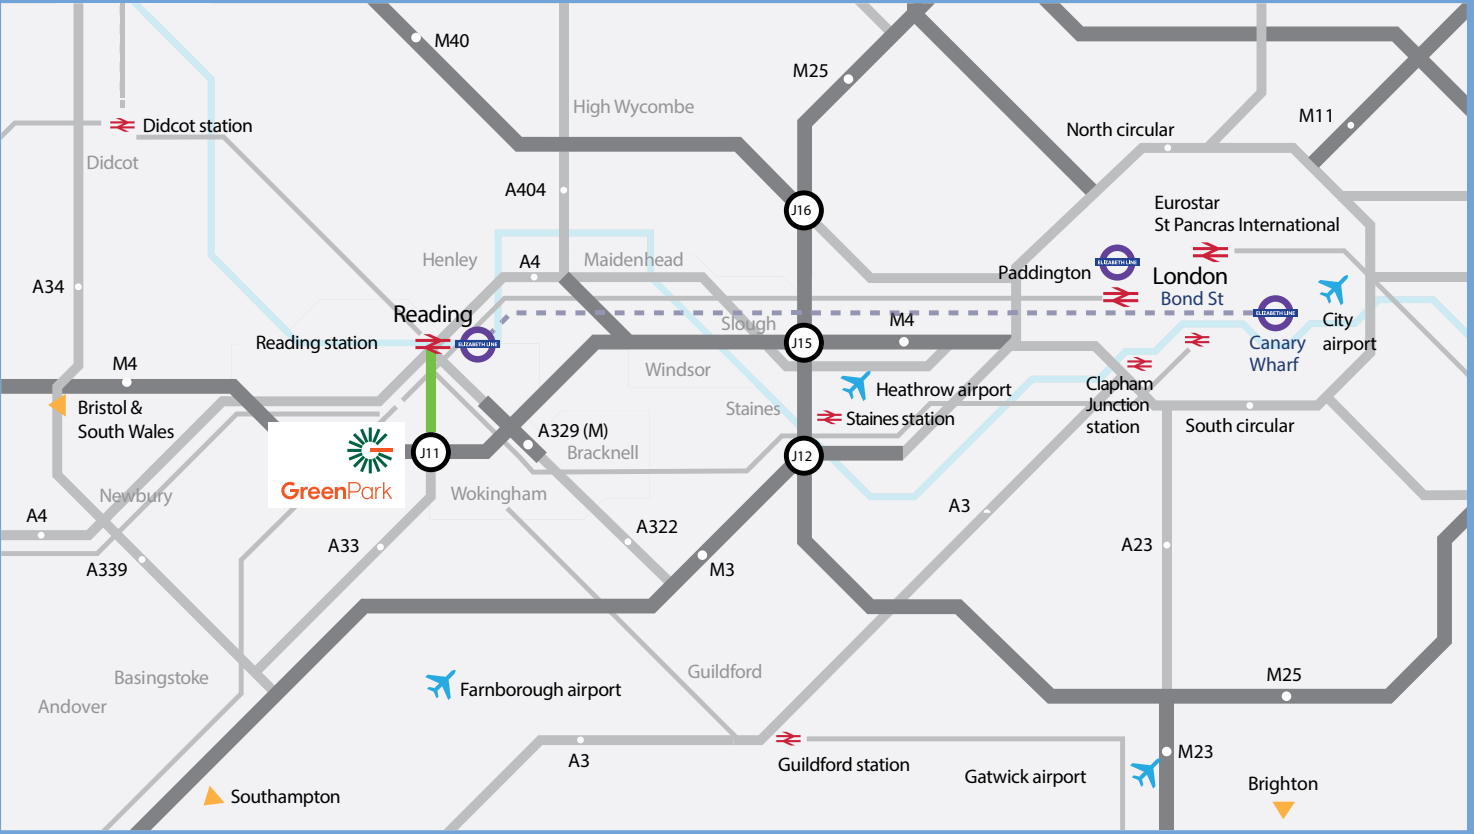 M40
M25
High Wycombe
M11
Didcot station
North circular
Didcot
A404
J16
Eurostar
St Pancras International
Henley
A4
Maidenhead
Paddington
ELIZABETH LINE
London
Bond St
A34
Reading
Slough
M4
ELIZABETH LINE
City
airport
Reading station
ELIZABETH LINE
J15
Canary
Wharf
M4
Windsor
Heathrow airport
Clapham
Junction
station
Bristol &
South Wales
Staines
Staines station
South circular
A329 (M)
J11
Bracknell
J12
GreenPark
Newbury
Wokingham
A4
A3
A322
A33
A23
A339
M3
Basingstoke
Guildford
M25
Farnborough airport
Andover
A3
M23
Guildford station
Gatwick airport
Brighton
Southampton